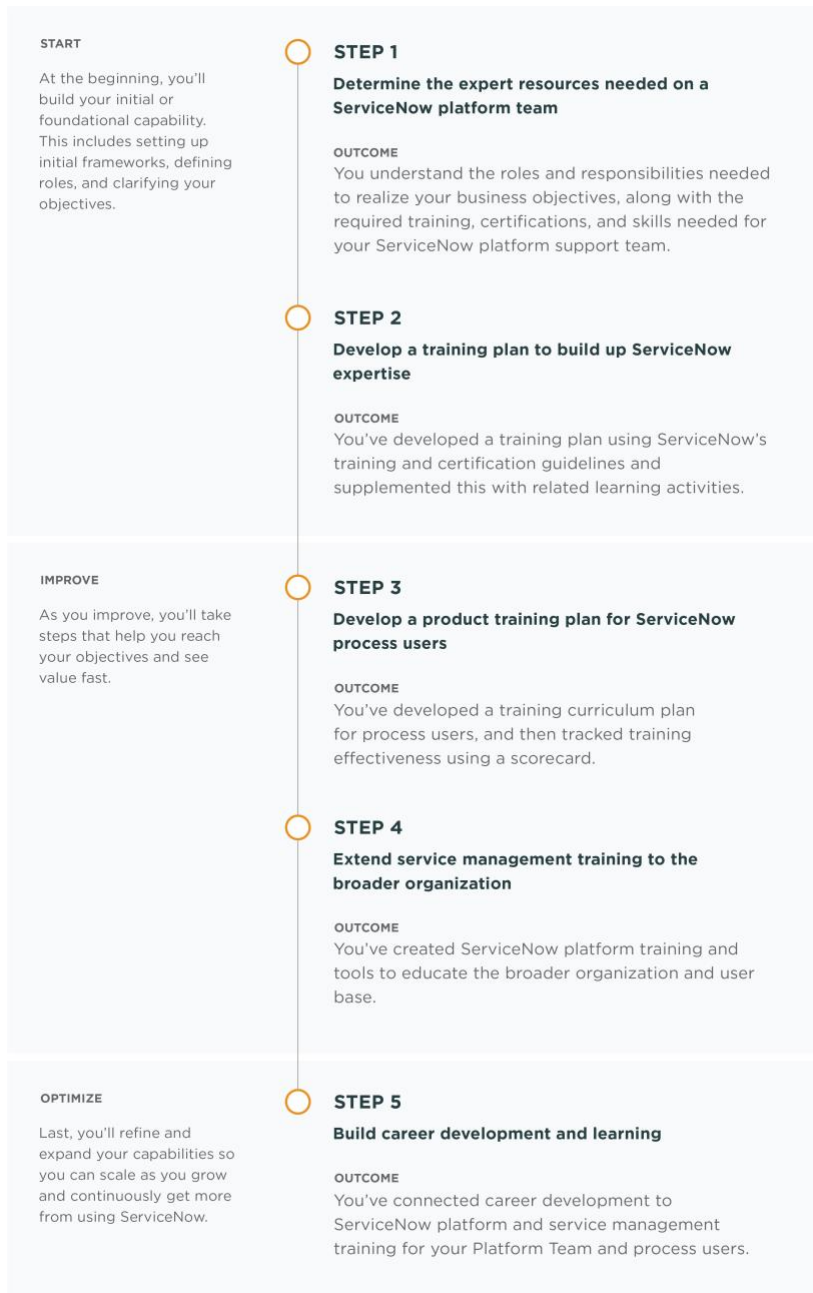 START
At the beginning, you’ll
build your initial or
foundational capability.
This includes setting up
initial frameworks, defining
roles, and clarifying your
objectives.
STEP 1
Determine the expert resources needed on a
ServiceNow platform team
OUTCOME
You understand the roles and responsibilities needed
to realize your business objectives, along with the
required training, certifications, and skills needed for
your ServiceNow platform support team.
STEP 2
Develop a training plan to build up ServiceNow
expertise
OUTCOME
You’ve developed a training plan using ServiceNow’s
training and certification guidelines and
supplemented this with related learning activities.
IMPROVE
As you improve, you’ll take
steps that help you reach
your objectives and see
value fast.
STEP 3
Develop a product training plan for ServiceNow
process users
OUTCOME
You’ve developed a training curriculum plan
for process users, and then tracked training
effectiveness using a scorecard.
STEP 4
Extend service management training to the
broader organization
OUTCOME
You’ve created ServiceNow platform training and
tools to educate the broader organization and user
base.
OPTIMIZE
Last, you’ll refine and
expand your capabilities so
you can scale as you grow
and continuously get more
from using ServiceNow.
STEP 5
Build career development and learning
OUTCOME
You’ve connected career development to
ServiceNow platform and service management
training for your Platform Team and process users.